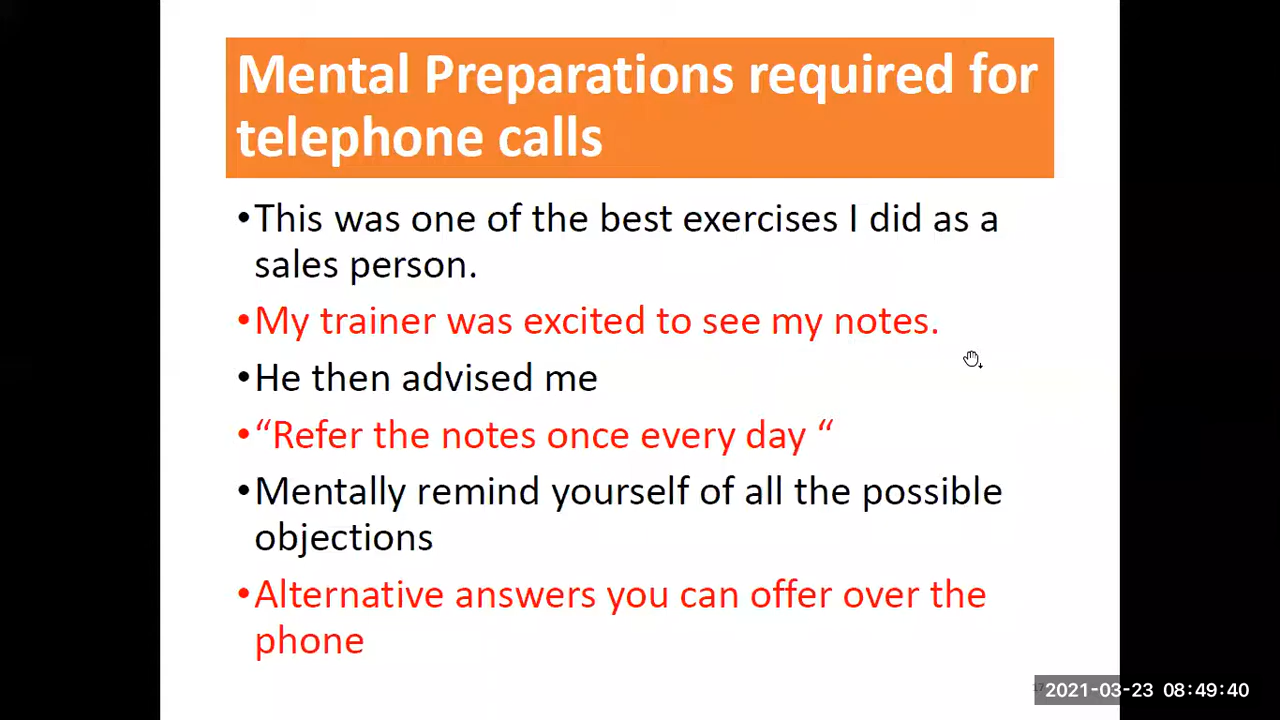 Mental Preparations required for
telephone calls
•This was one of the best exercises I did as a
sales person.
•My trainer was excited to see my notes.
•He then advised me
•“Refer the notes once every day “
•Mentally remind yourself of all the possible
objections
•Alternative answers you can offer over the
phone
2021-03-23 08:49:40